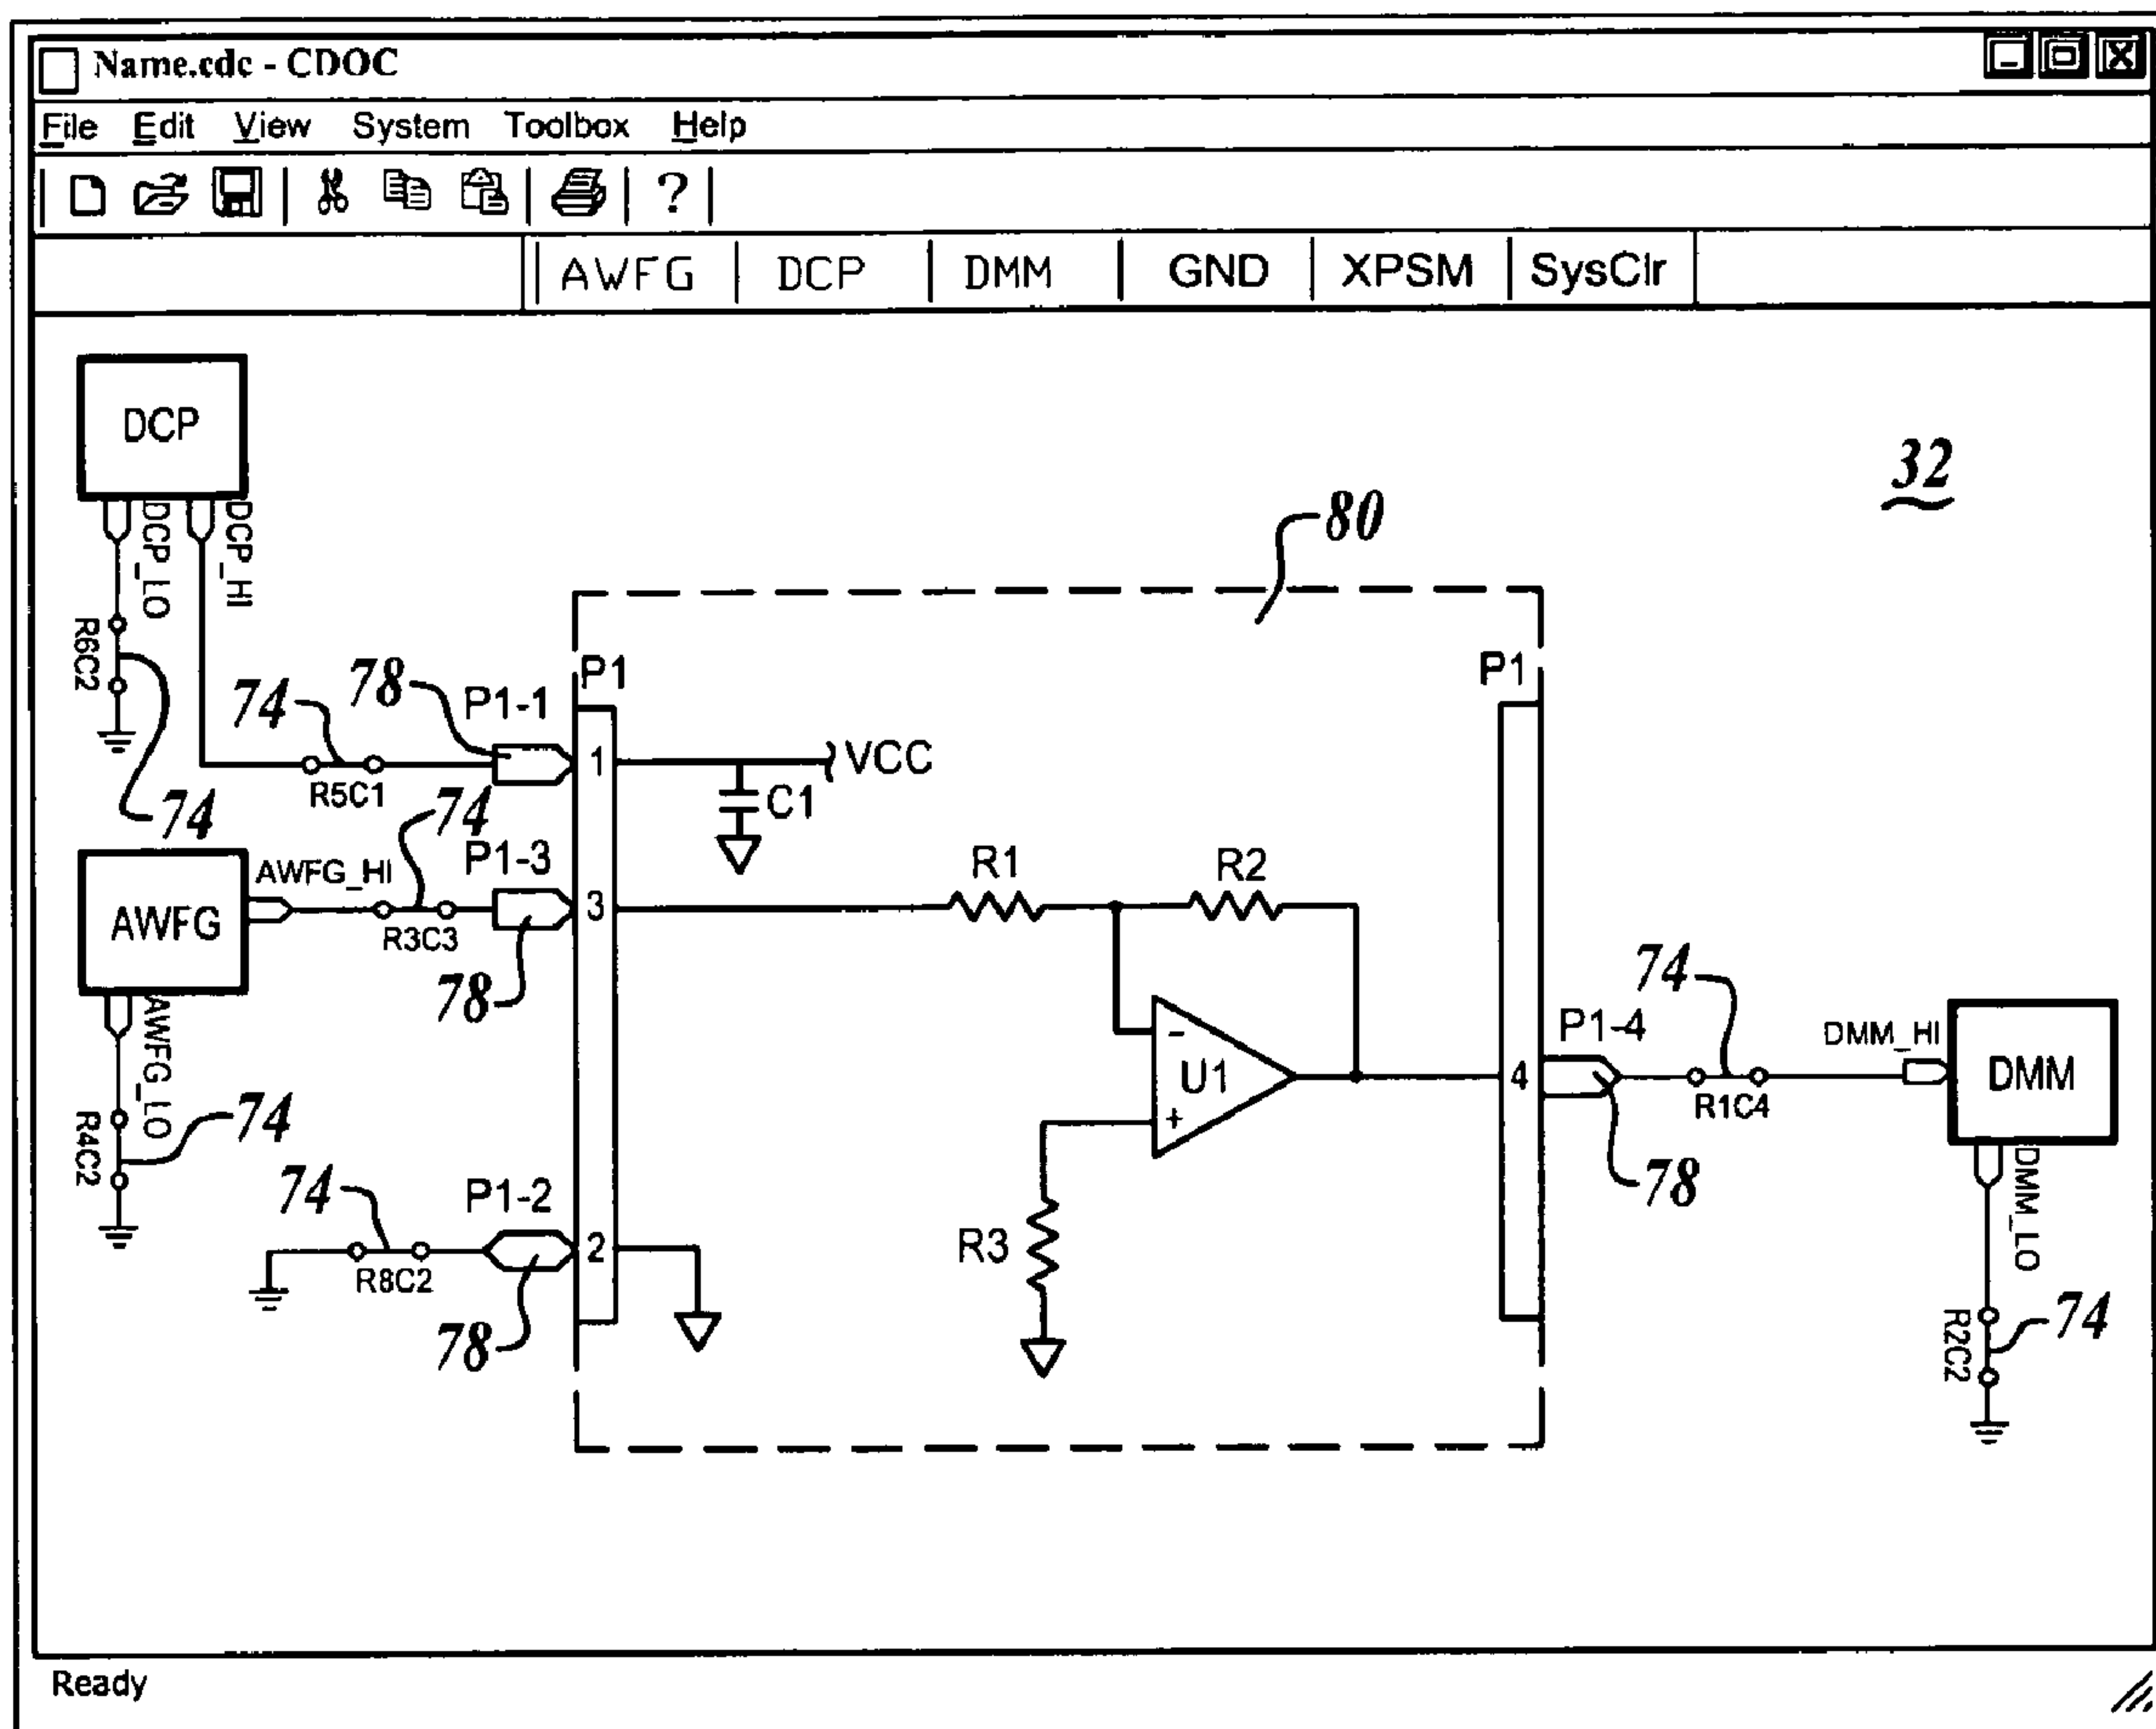 Name.cdc - CDOC
File Edit View System Toolbox Help
?
AWFG DCP DMM GND XPSM SysClr
DCP
32
DCP_LO
DCP_HI
80
R6C2
74
78
P1-1
P1
P1
74
1
VCC
R5C1
C1
74
74
P1-3
AWFG_HI
R1
R2
AWFG
3
R3C3
78
74
AWFG_LO
P1-4
DMM_HI
-
U1
4
DMM
R1C4
+
R4C2
74
78
DMM_LO
74
P1-2
R3
2
R8C2
78
R2C2
74
Ready